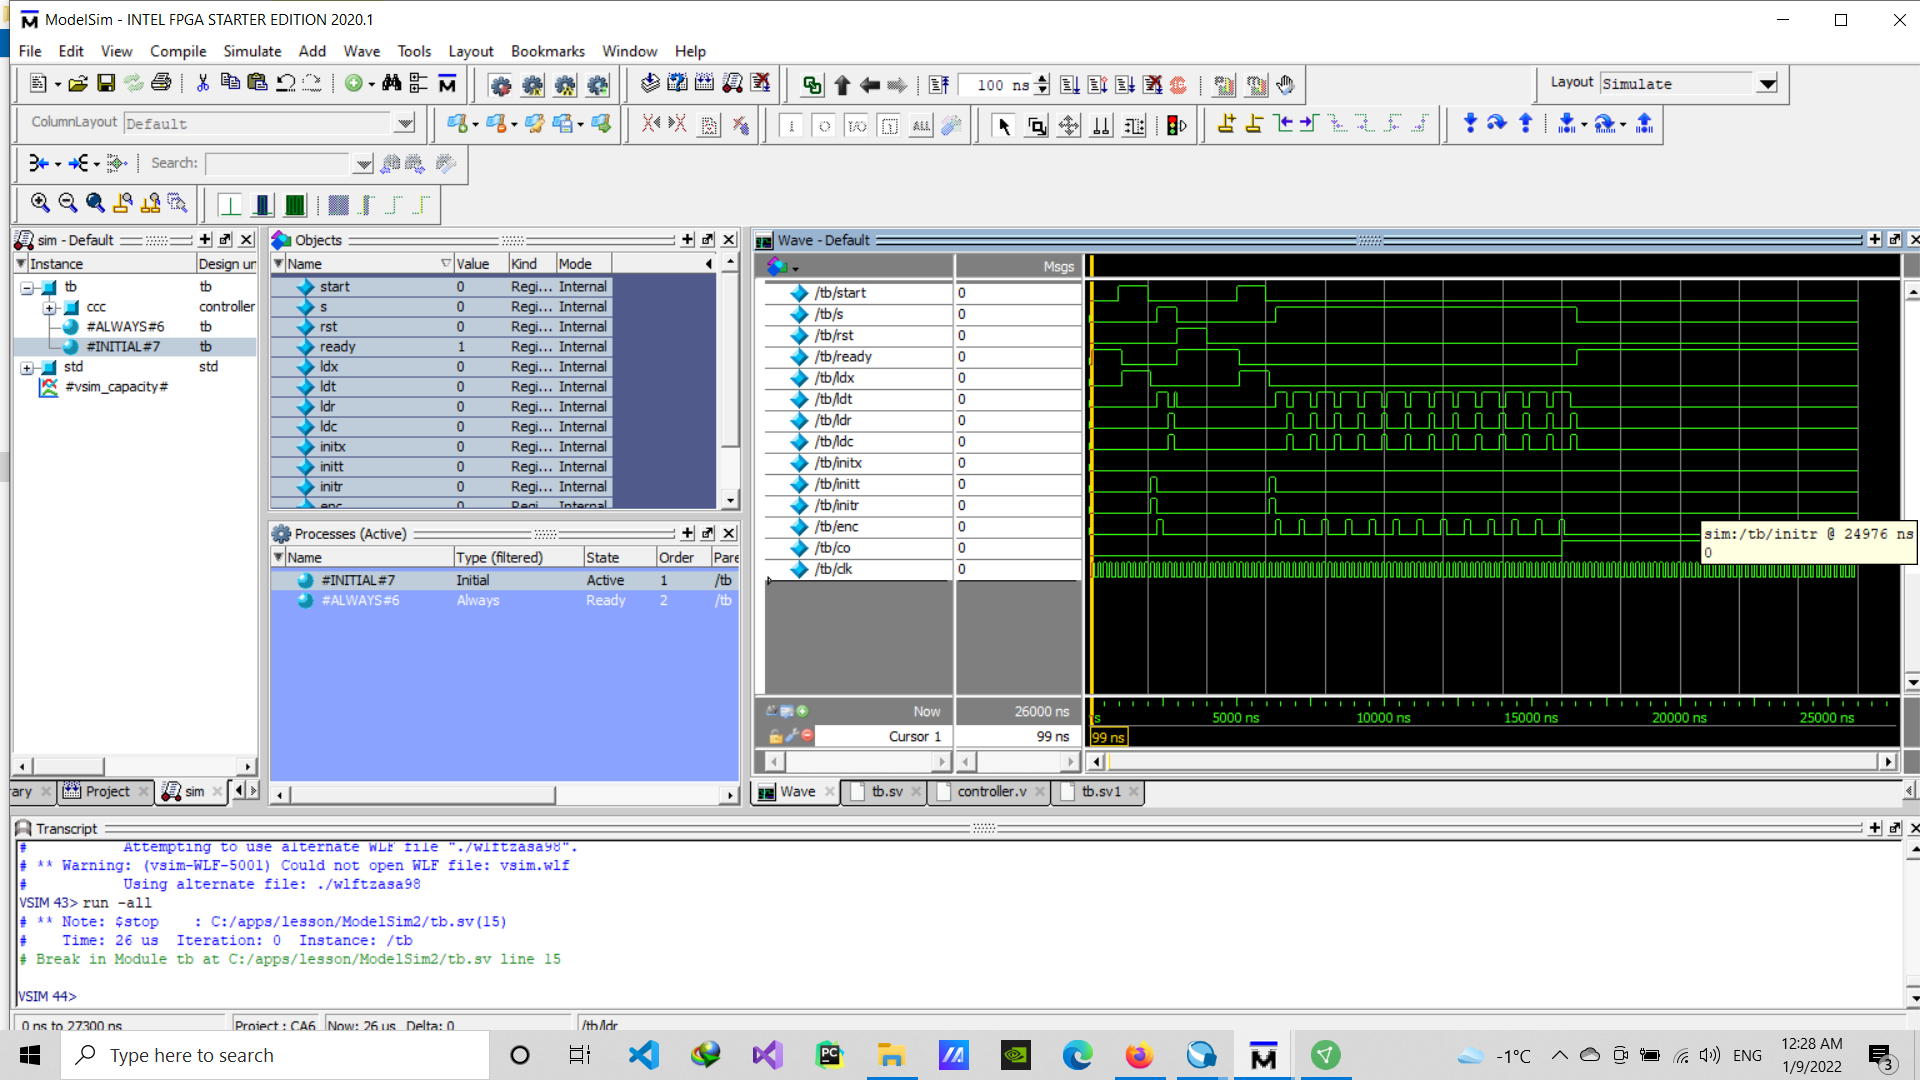 ModelSim - INTEL FPGA STARTER EDITION 2020.1
File Edit View Compile Simulate Add Wave Tools Layout Bookmarks Window Help
100 ns
Layout Simulate
ColumnLayout Default
ALL
Search:
sim - Default
Instance Design un
tb tb
ccc controller
#ALWAYS#6 tb
#INITIAL#7 tb
std std
#vsim_capacity#
ary Project sim
Objects
Name Value Kind Mode
start 0 Regi... Internal
s 0 Regi... Internal
rst 0 Regi... Internal
ready 1 Regi... Internal
ldx 0 Regi... Internal
ldt 0 Regi... Internal
ldr 0 Regi... Internal
ldc 0 Regi... Internal
initx 0 Regi... Internal
initt 0 Regi... Internal
initr 0 Regi... Internal
enc 0 Regi... Internal
Processes (Active)
Name Type (filtered) State Order Pare
#INITIAL#7 Initial Active 1 /tb
#ALWAYS#6 Always Ready 2 /tb
Wave - Default
Msgs
/tb/start 0
/tb/s 0
/tb/rst 0
/tb/ready 0
/tb/ldx 0
/tb/ldt 0
/tb/ldr 0
/tb/ldc 0
/tb/initx 0
/tb/initt 0
/tb/initr 0
/tb/enc 0
/tb/co 0
/tb/clk 0
sim:/tb/initr @ 24976 ns
0
Now 26000 ns
s 5000 ns 10000 ns 15000 ns 20000 ns 25000 ns
Cursor 1 99 ns
99 ns
Wave tb.sv controller.v tb.sv1
Transcript
# Attempting to use alternate WLF file "./wlftzasa98".
# ** Warning: (vsim-WLF-5001) Could not open WLF file: vsim.wlf
# Using alternate file: ./wlftzasa98
VSIM 43> run -all
# ** Note: $stop : C:/apps/lesson/ModelSim2/tb.sv(15)
# Time: 26 us Iteration: 0 Instance: /tb
# Break in Module tb at C:/apps/lesson/ModelSim2/tb.sv line 15
VSIM 44>
0 ns to 27300 ns Project : CA6 Now: 26 us Delta: 0 /tb/ldr
Type here to search
-1°C ENG
12:28 AM
1/9/2022
3